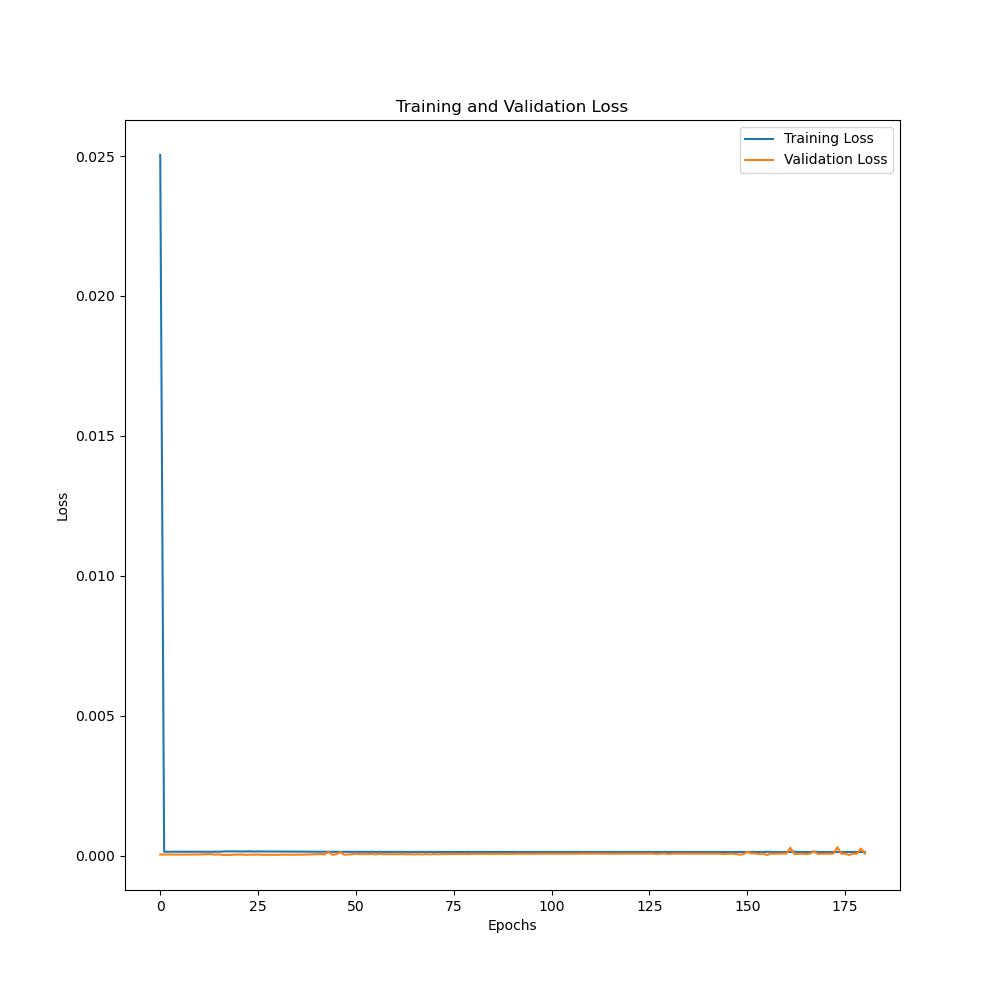 Training and Validation Loss
Training Loss
Validation Loss
0.025
0.020
0.015
0.010
0.005
0.000
Loss
0 25 50 75 100 125 150 175
Epochs